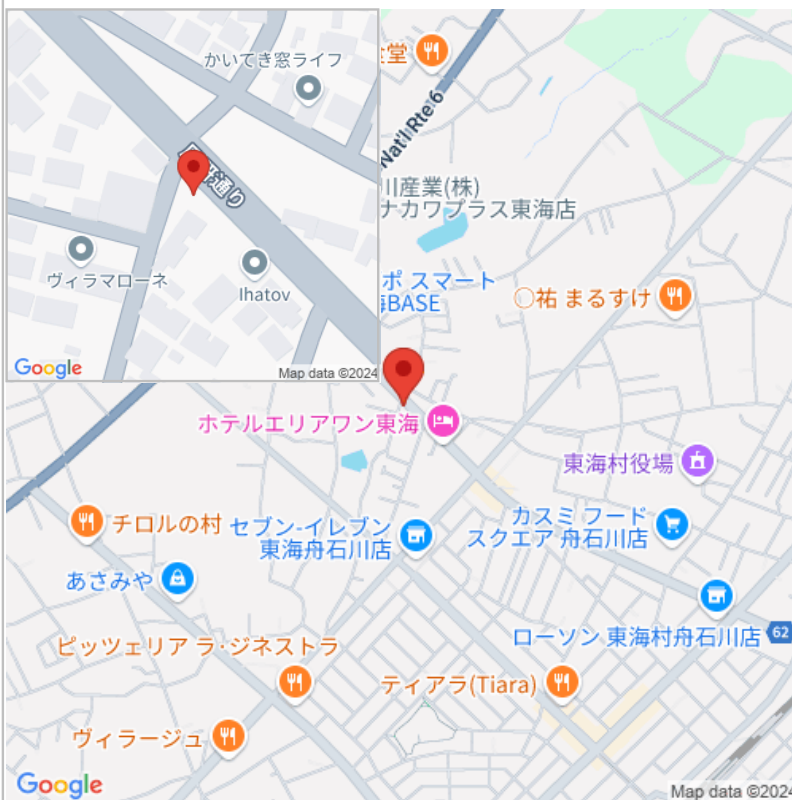 かいてき窓ライフ
通り
ヴィラマローネ
Ihatov
Google
Map data ©2024
堂
Nat'l Rte 6
川産業(株)
ナカワプラス東海店
ポ スマート
BASE
〇祐 まるすけ
ホテルエリアワン東海
東海村役場
チロルの村
セブン-イレブン
東海舟石川店
カスミ フード
スクエア 舟石川店
あさみや
ローソン 東海村舟石川店
62
ピッツェリア ラ・ジネストラ
ティアラ(Tiara)
ヴィラージュ
Google
Map data ©2024